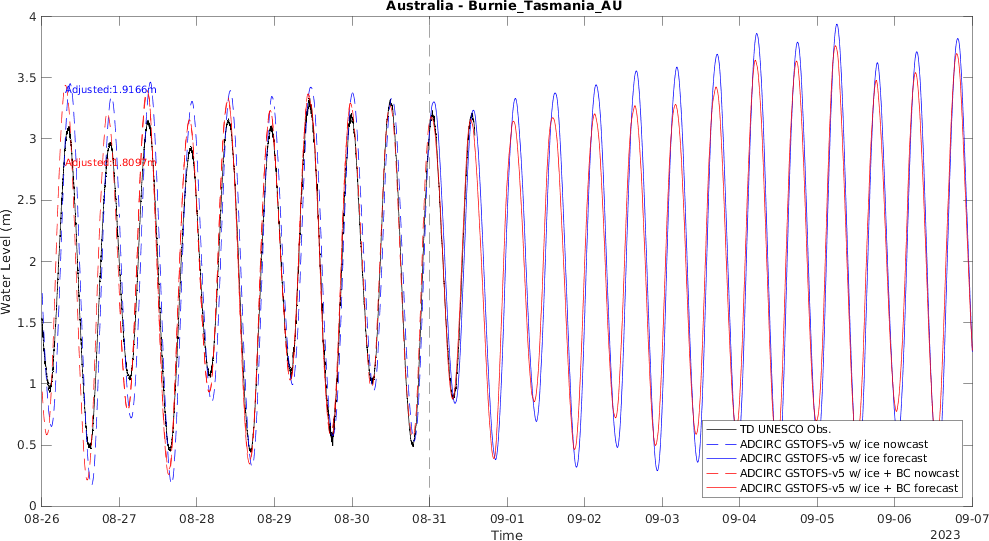 Australia - Burnie_Tasmania_AU
Water Level (m)
4
3.5
3
2.5
2
1.5
1
0.5
0
Adjusted:1.9166m
Adjusted:1.8097m
TD UNESCO Obs.
ADCIRC GSTOFS-v5 w/ ice nowcast
ADCIRC GSTOFS-v5 w/ ice forecast
ADCIRC GSTOFS-v5 w/ ice + BC nowcast
ADCIRC GSTOFS-v5 w/ ice + BC forecast
08-26 08-27 08-28 08-29 08-30 08-31 09-01 09-02 09-03 09-04 09-05 09-06 09-07
Time
2023